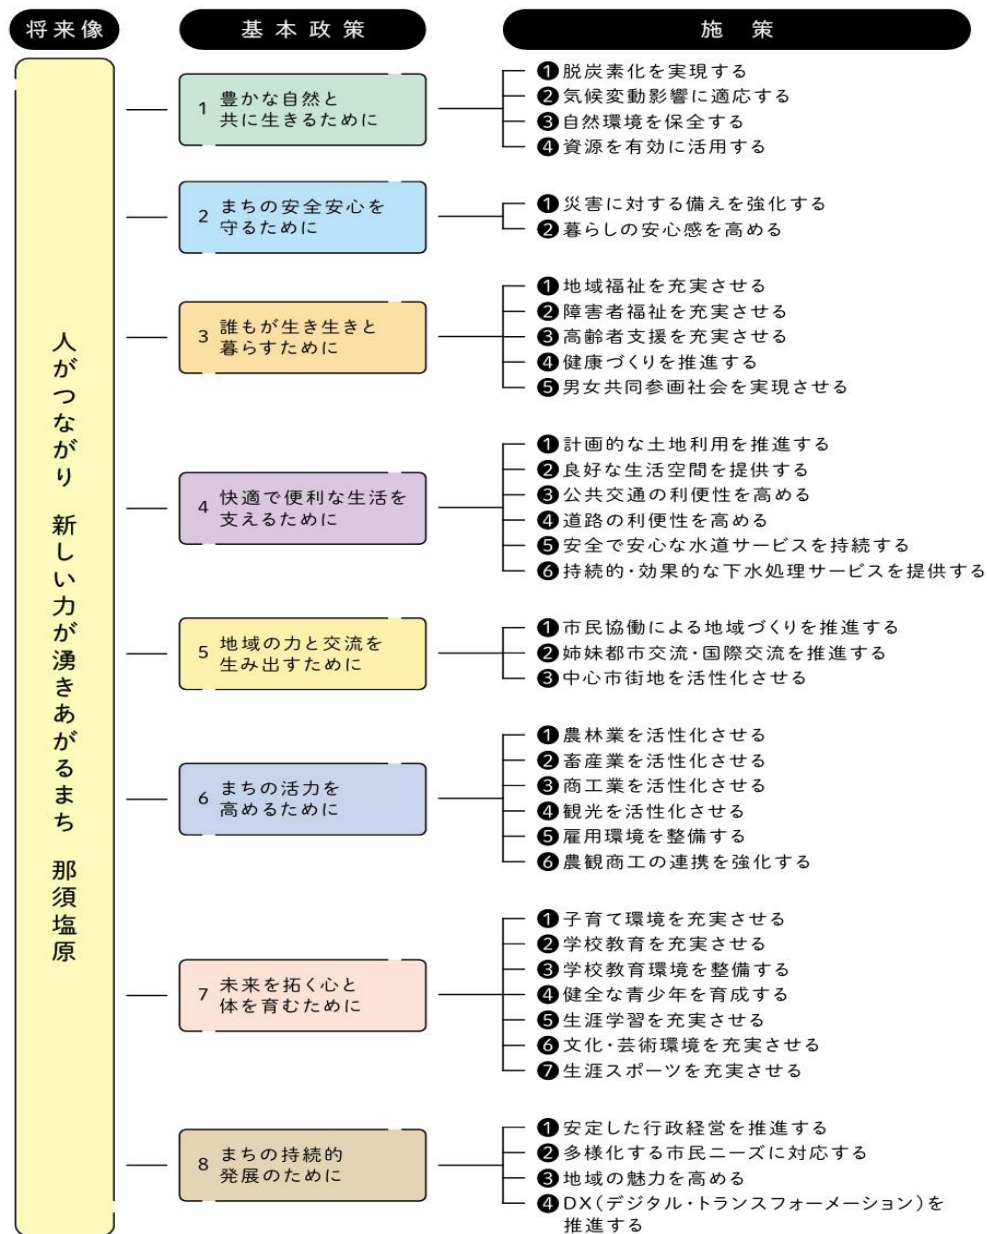 将来像
基本政策
施策
人がつながり 新しい力が湧きあがるまち 那須塩原
1 豊かな自然と
共に生きるために
❶脱炭素化を実現する
❷気候変動影響に適応する
❸自然環境を保全する
❹資源を有効に活用する
2 まちの安全安心を
守るために
❶災害に対する備えを強化する
❷暮らしの安心感を高める
3 誰もが生き生きと
暮らすために
❶地域福祉を充実させる
❷障害者福祉を充実させる
❸高齢者支援を充実させる
❹健康づくりを推進する
❺男女共同参画社会を実現させる
4 快適で便利な生活を
支えるために
❶計画的な土地利用を推進する
❷良好な生活空間を提供する
❸公共交通の利便性を高める
❹道路の利便性を高める
❺安全で安心な水道サービスを持続する
❻持続的・効果的な下水処理サービスを提供する
5 地域の力と交流を
生み出すために
❶市民協働による地域づくりを推進する
❷姉妹都市交流・国際交流を推進する
❸中心市街地を活性化させる
6 まちの活力を
高めるために
❶農林業を活性化させる
❷畜産業を活性化させる
❸商工業を活性化させる
❹観光を活性化させる
❺雇用環境を整備する
❻農観商工の連携を強化する
7 未来を拓く心と
体を育むために
❶子育て環境を充実させる
❷学校教育を充実させる
❸学校教育環境を整備する
❹健全な青少年を育成する
❺生涯学習を充実させる
❻文化・芸術環境を充実させる
❼生涯スポーツを充実させる
8 まちの持続的
発展のために
❶安定した行政経営を推進する
❷多様化する市民ニーズに対応する
❸地域の魅力を高める
❹DX(デジタル・トランスフォーメーション)を
推進する